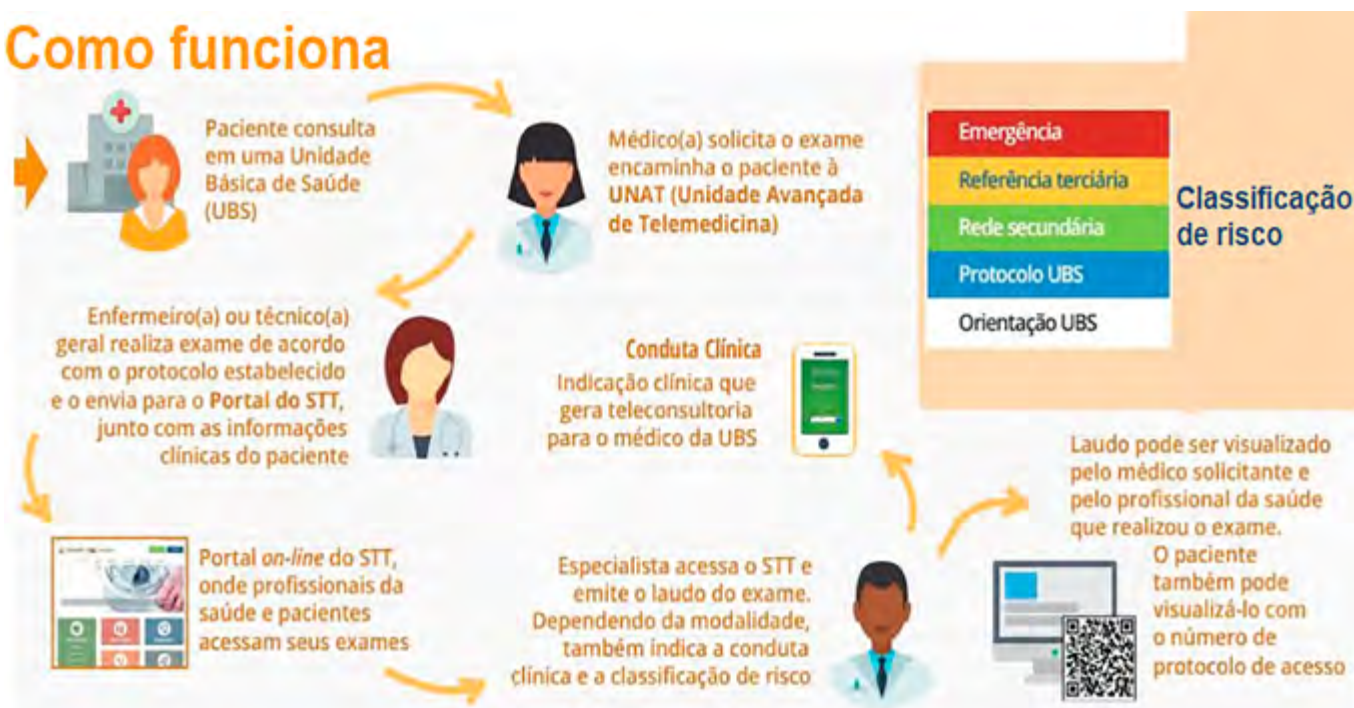 Como funciona
Paciente consulta
em uma Unidade
Básica de Saúde
(UBS)
Médico(a) solicita o exame
encaminha o paciente à
UNAT (Unidade Avançada
de Telemedicina)
Emergência
Referência terciária
Rede secundária
Protocolo UBS
Orientação UBS
Classificação
de risco
Enfermeiro(a) ou técnico(a)
geral realiza exame de acordo
com o protocolo estabelecido
e o envia para o Portal do STT,
junto com as informações
clínicas do paciente
Portal on-line do STT,
onde profissionais da
saúde e pacientes
acessam seus exames
Especialista acessa o STT e
emite o laudo do exame.
Dependendo da modalidade,
também indica a conduta
clínica e a classificação de risco
Conduta Clínica
Indicação clínica que
gera teleconsultoria
para o médico da UBS
Laudo pode ser visualizado
pelo médico solicitante e
pelo profissional da saúde
que realizou o exame.
O paciente
também pode
visualizá-lo com
o número de
protocolo de acesso